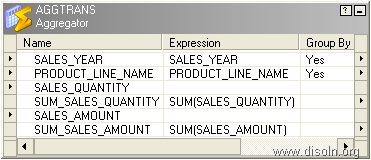 AGGTRANS
Aggregator
Name Expression Group By
SALES_YEAR SALES_YEAR Yes
PRODUCT_LINE_NAME PRODUCT_LINE_NAME Yes
SALES_QUANTITY
SUM_SALES_QUANTITY SUM(SALES_QUANTITY)
SALES_AMOUNT
SUM_SALES_AMOUNT SUM(SALES_AMOUNT)
www.disoln.org